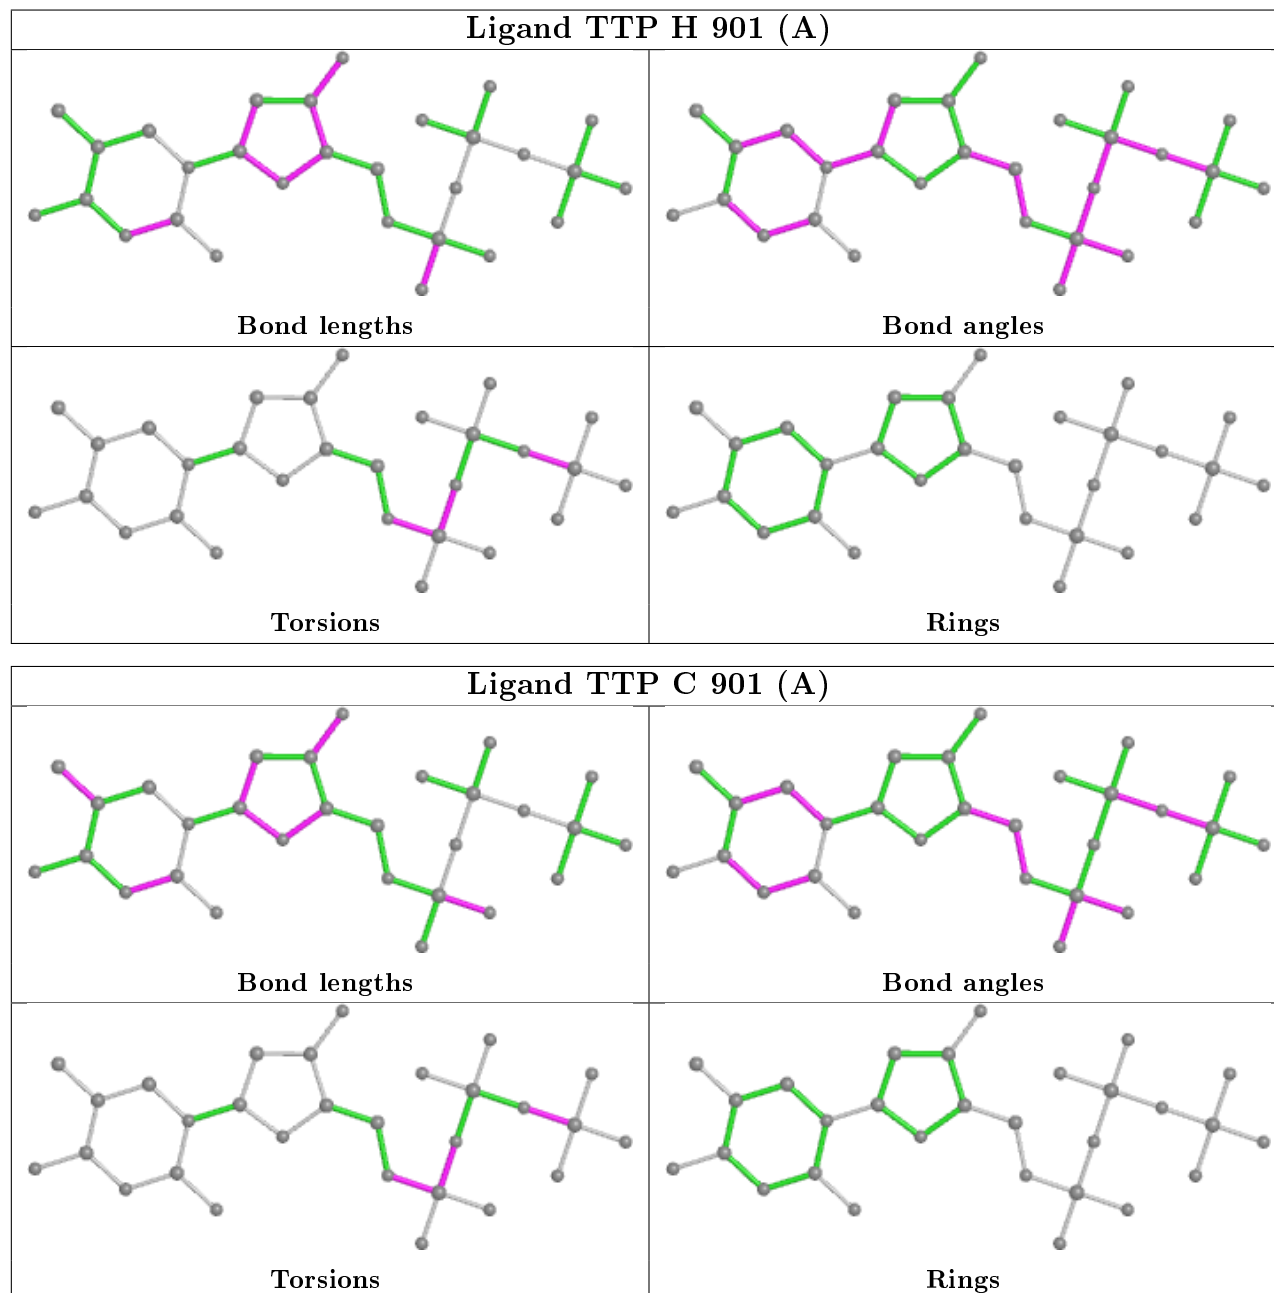 Ligand TTP H 901 (A)
Bond lengths
Bond angles
Torsions
Rings
Ligand TTP C 901 (A)
Bond lengths
Bond angles
Torsions
Rings